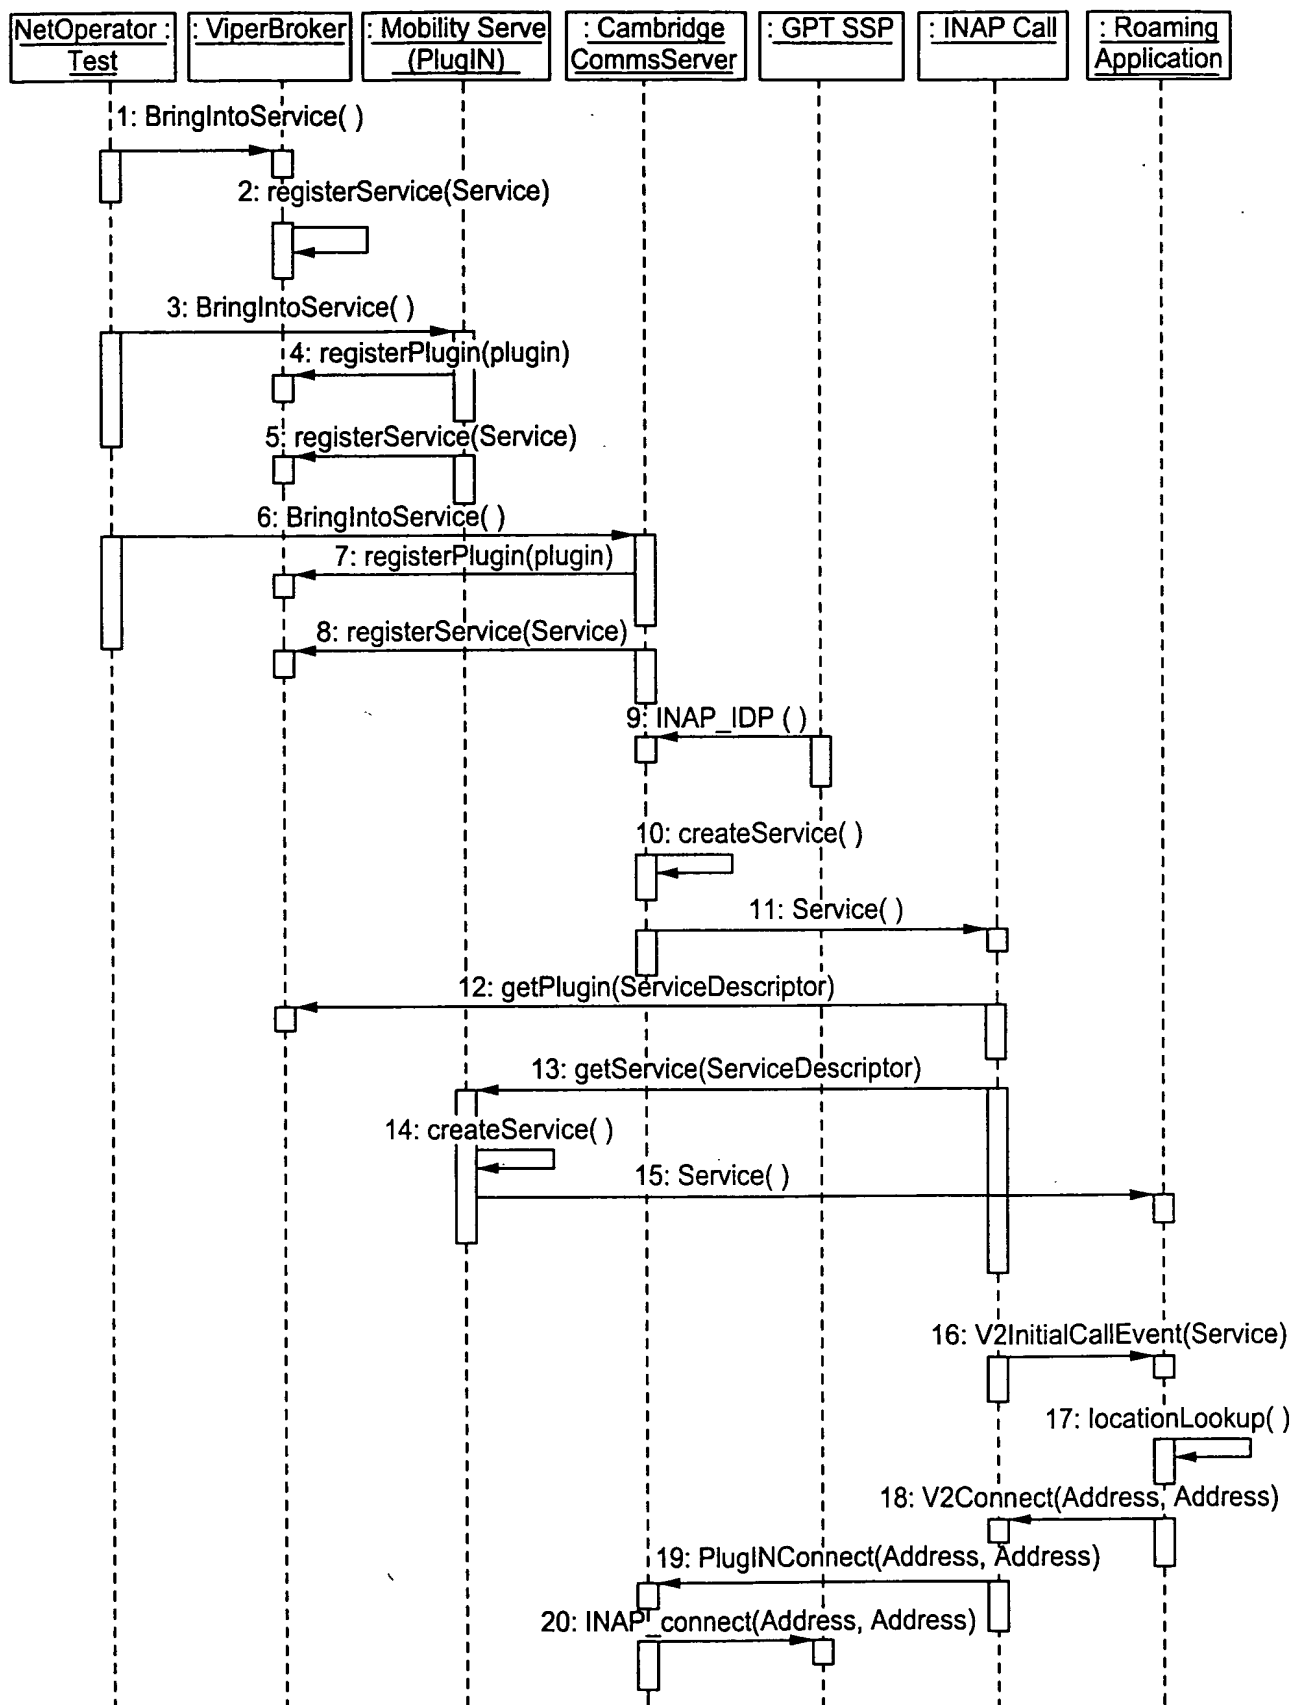 NetOperator :
Test
: ViperBroker
: Mobility Serve
(PlugIN)
: Cambridge
CommsServer
: GPT SSP
: INAP Call
: Roaming
Application
1: BringIntoService( )
2: registerService(Service)
3: BringIntoService( )
4: registerPlugin(plugin)
5: registerService(Service)
6: BringIntoService( )
7: registerPlugin(plugin)
8: registerService(Service)
9: INAP_IDP ( )
10: createService( )
11: Service( )
12: getPlugin(ServiceDescriptor)
13: getService(ServiceDescriptor)
14: createService( )
15: Service( )
16: V2InitialCallEvent(Service)
17: locationLookup( )
18: V2Connect(Address, Address)
19: PlugINConnect(Address, Address)
20: INAP_connect(Address, Address)